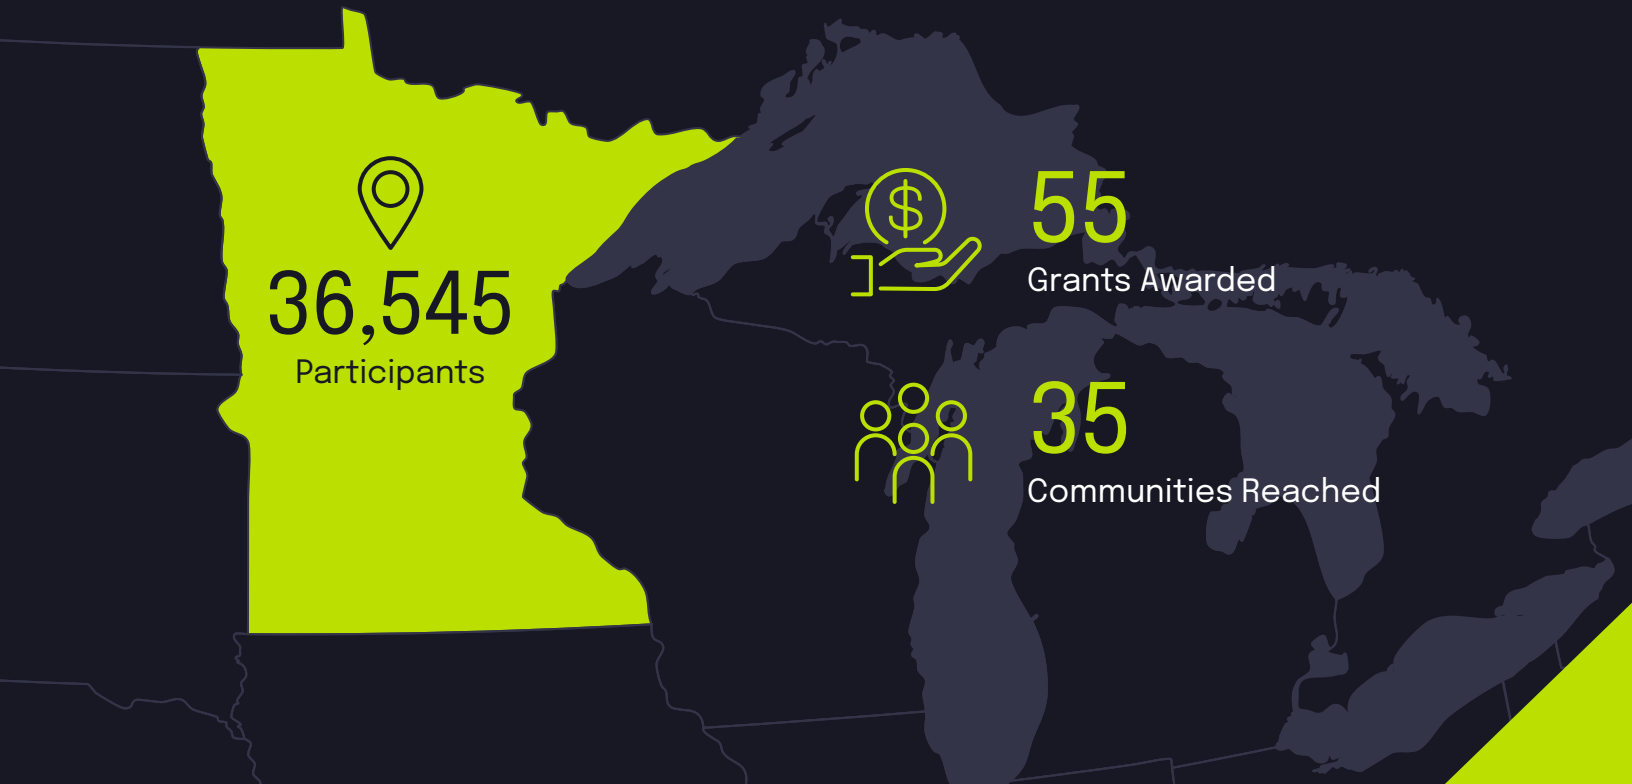 36,545
Participants
55
Grants Awarded
35
Communities Reached